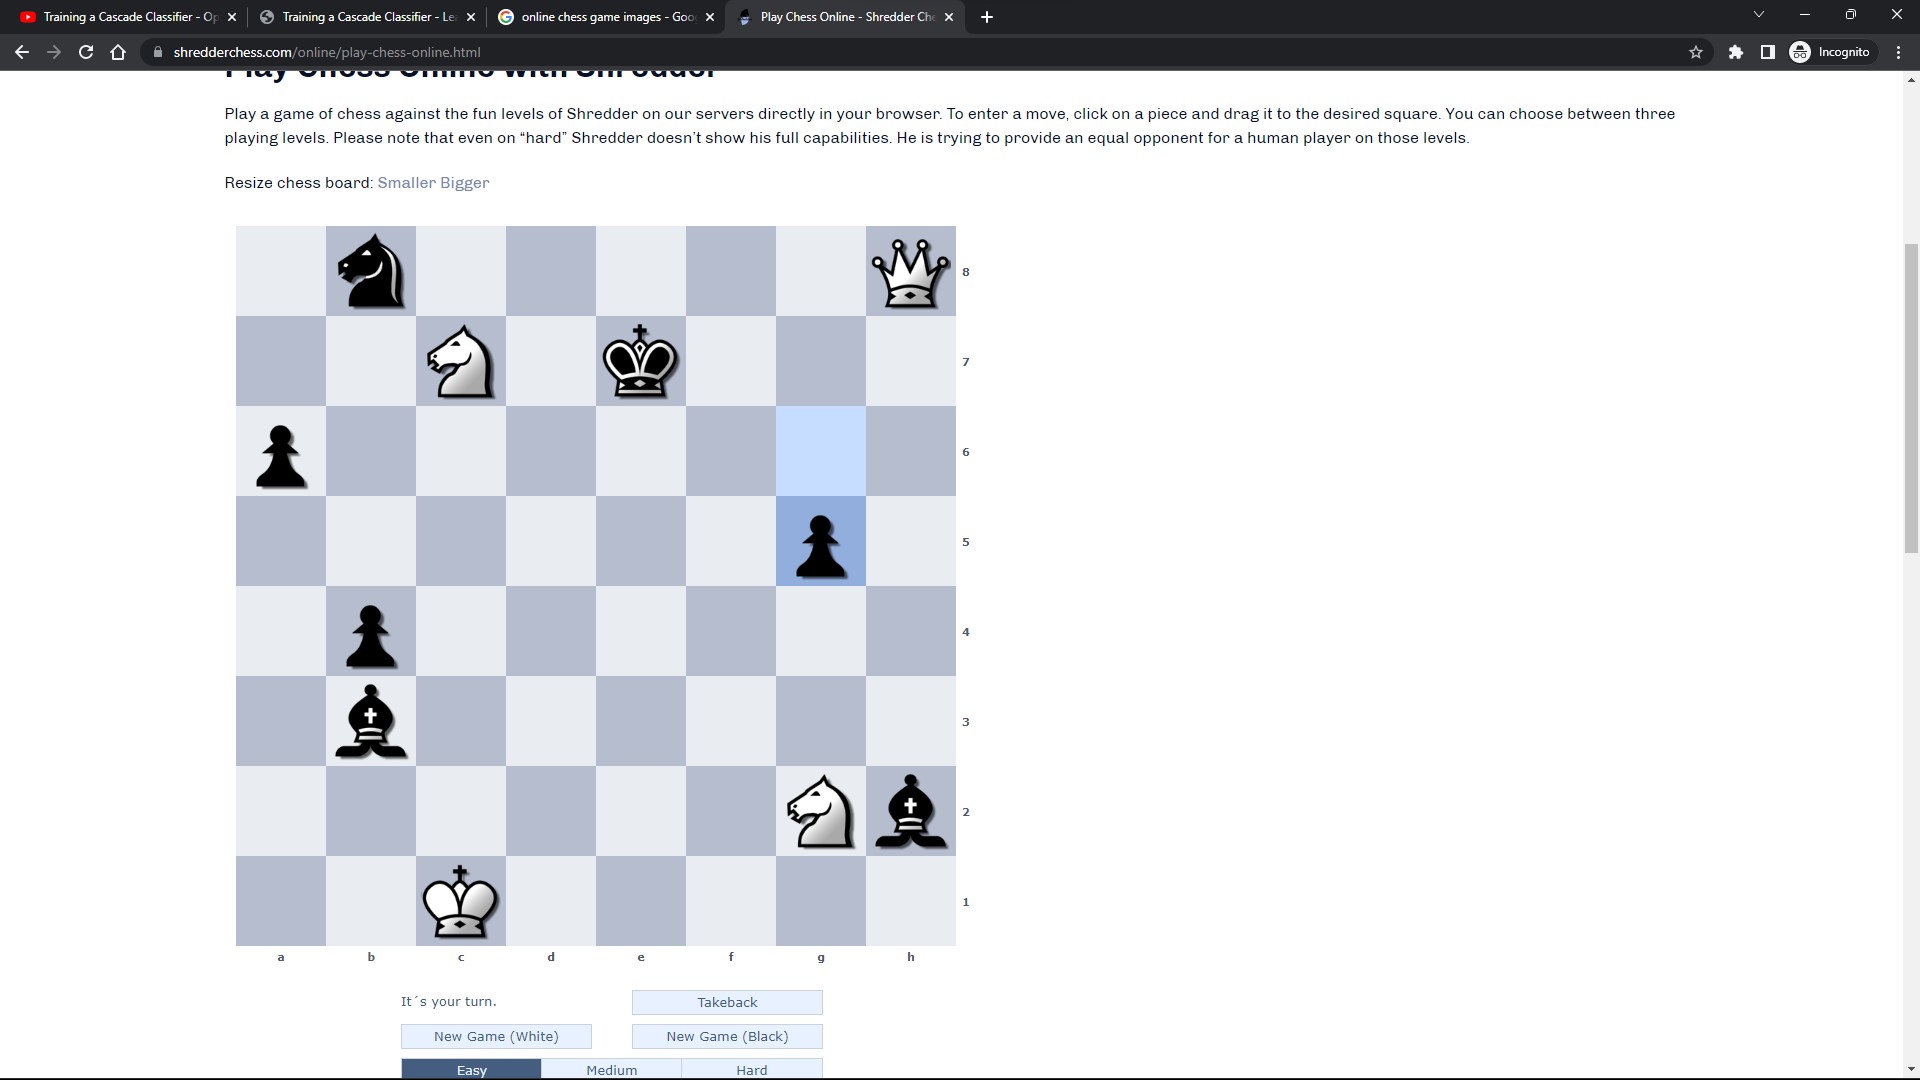 Training a Cascade Classifier - Op
Training a Cascade Classifier - Le
online chess game images - Goo
Play Chess Online - Shredder Che
shredderchess.com/online/play-chess-online.html
Incognito
Play Chess Online with Shredder
Play a game of chess against the fun levels of Shredder on our servers directly in your browser. To enter a move, click on a piece and drag it to the desired square. You can choose between three
playing levels. Please note that even on “hard” Shredder doesn’t show his full capabilities. He is trying to provide an equal opponent for a human player on those levels.
Resize chess board: Smaller Bigger
8
7
6
5
4
3
2
1
a b c d e f g h
It´s your turn.
Takeback
New Game (White)
New Game (Black)
Easy
Medium
Hard